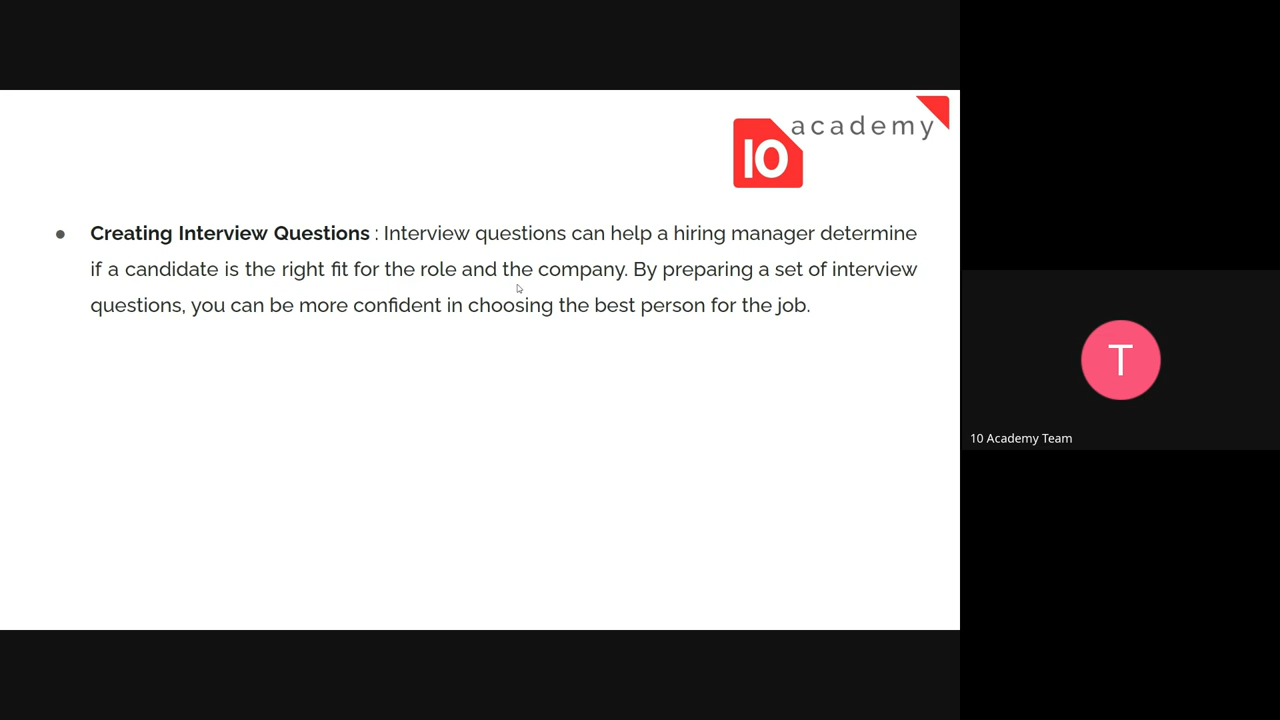 academy
10
● Creating Interview Questions : Interview questions can help a hiring manager determine
if a candidate is the right fit for the role and the company. By preparing a set of interview
questions, you can be more confident in choosing the best person for the job.
T
10 Academy Team